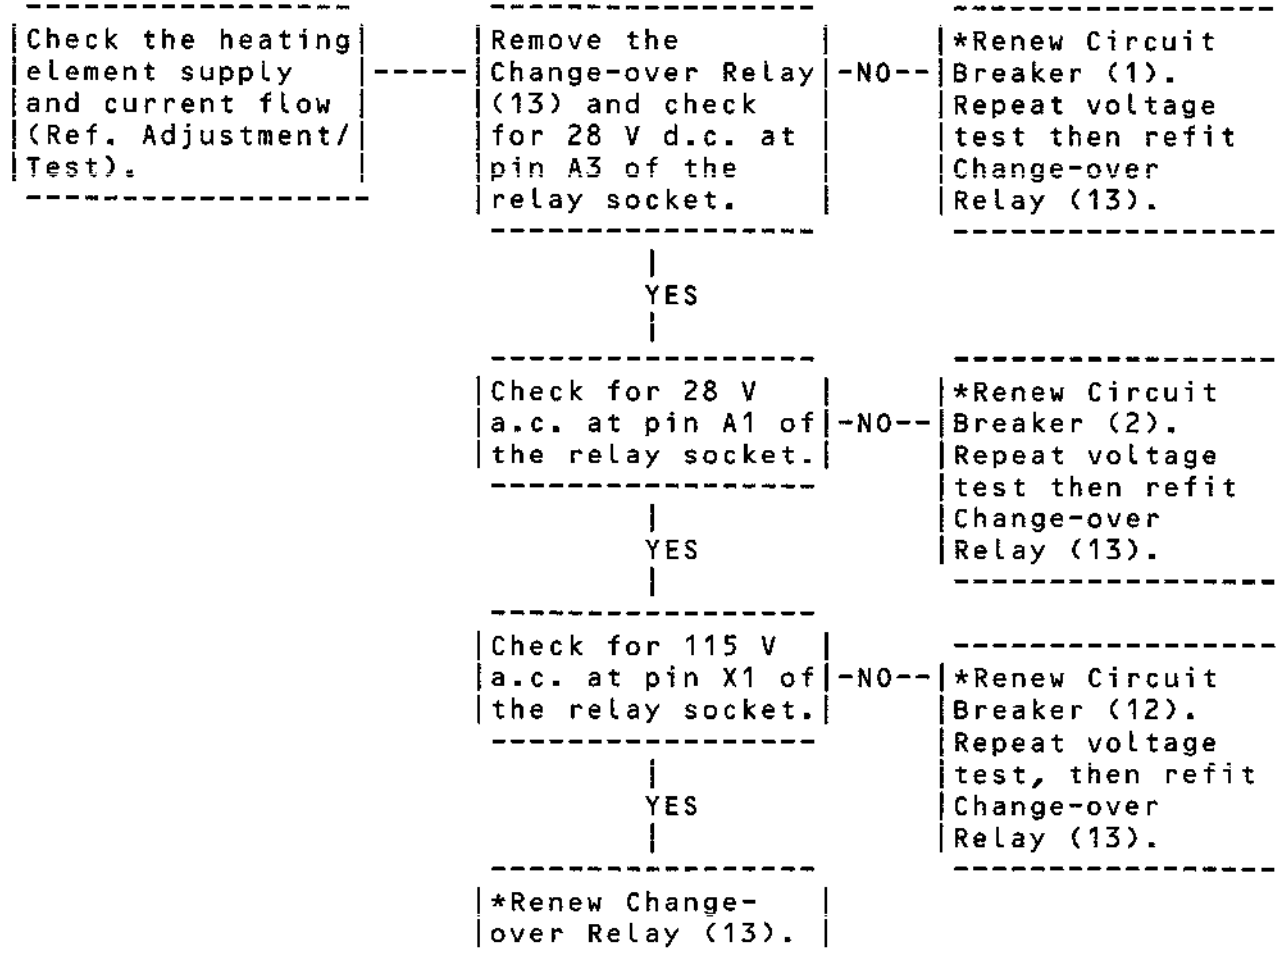 Check the heating
element supply
and current flow
(Ref. Adjustment/
Test).
Remove the
Change-over Relay
(13) and check
for 28 V d.c. at
pin A3 of the
relay socket.
-NO--
*Renew Circuit
Breaker (1).
Repeat voltage
test then refit
Change-over
Relay (13).
YES
Check for 28 V
a.c. at pin A1 of
the relay socket.
-NO--
*Renew Circuit
Breaker (2).
Repeat voltage
test then refit
Change-over
Relay (13).
YES
Check for 115 V
a.c. at pin X1 of
the relay socket.
-NO--
*Renew Circuit
Breaker (12).
Repeat voltage
test, then refit
Change-over
Relay (13).
YES
*Renew Change-
over Relay (13).